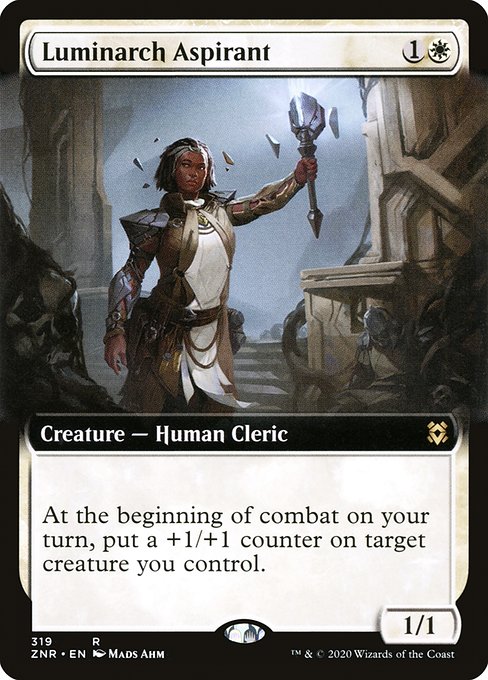 Luminarch Aspirant 1
Creature — Human Cleric
At the beginning of combat on your
turn, put a +1/+1 counter on target
creature you control.
1/1
319 R
ZNR • EN Mads Ahm
™ & © 2020 Wizards of the Coast